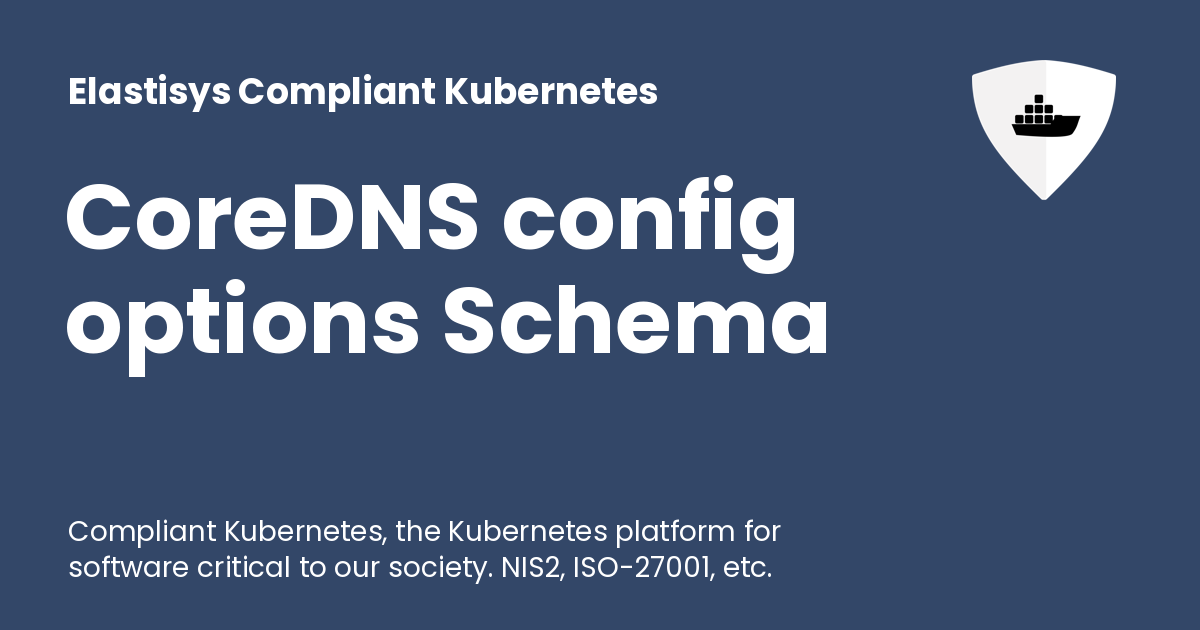 Elastisys Compliant Kubernetes
CoreDNS config
options Schema
Compliant Kubernetes, the Kubernetes platform for
software critical to our society. NIS2, ISO-27001, etc.